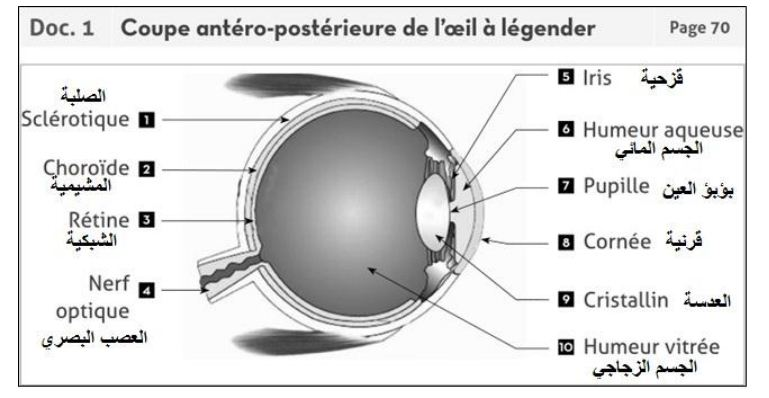 Doc. 1 Coupe antéro-postérieure de l'œil à légender Page 70
الصلبة
Sclérotique 1
Choroïde 2
المشيمية
Rétine 3
الشبكية
Nerf 4
optique
العصب البصري
5 Iris قزحية
6 Humeur aqueuse
الجسم المائي
7 Pupille بؤبؤ العين
8 Cornée قرنية
9 Cristallin العدسة
10 Humeur vitrée
الجسم الزجاجي